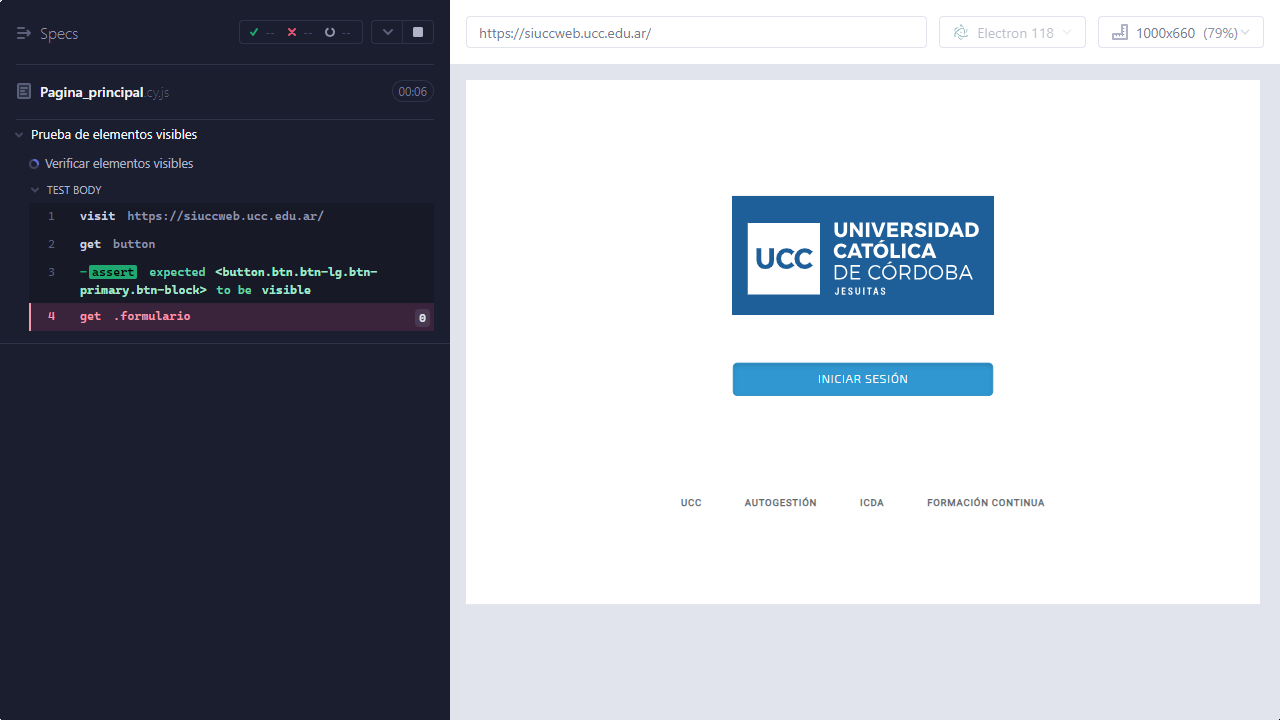 Specs
--
--
--
Pagina_principal.cy.js
00:06
Prueba de elementos visibles
Verificar elementos visibles
TEST BODY
1 visit https://siuccweb.ucc.edu.ar/
2 get button
3 -assert expected <button.btn.btn-lg.btn-
primary.btn-block> to be visible
4 get .formulario 0
https://siuccweb.ucc.edu.ar/
Electron 118
1000x660 (79%)
UCC
UNIVERSIDAD
CATÓLICA
DE CÓRDOBA
JESUITAS
INICIAR SESIÓN
UCC AUTOGESTIÓN ICDA FORMACIÓN CONTINUA